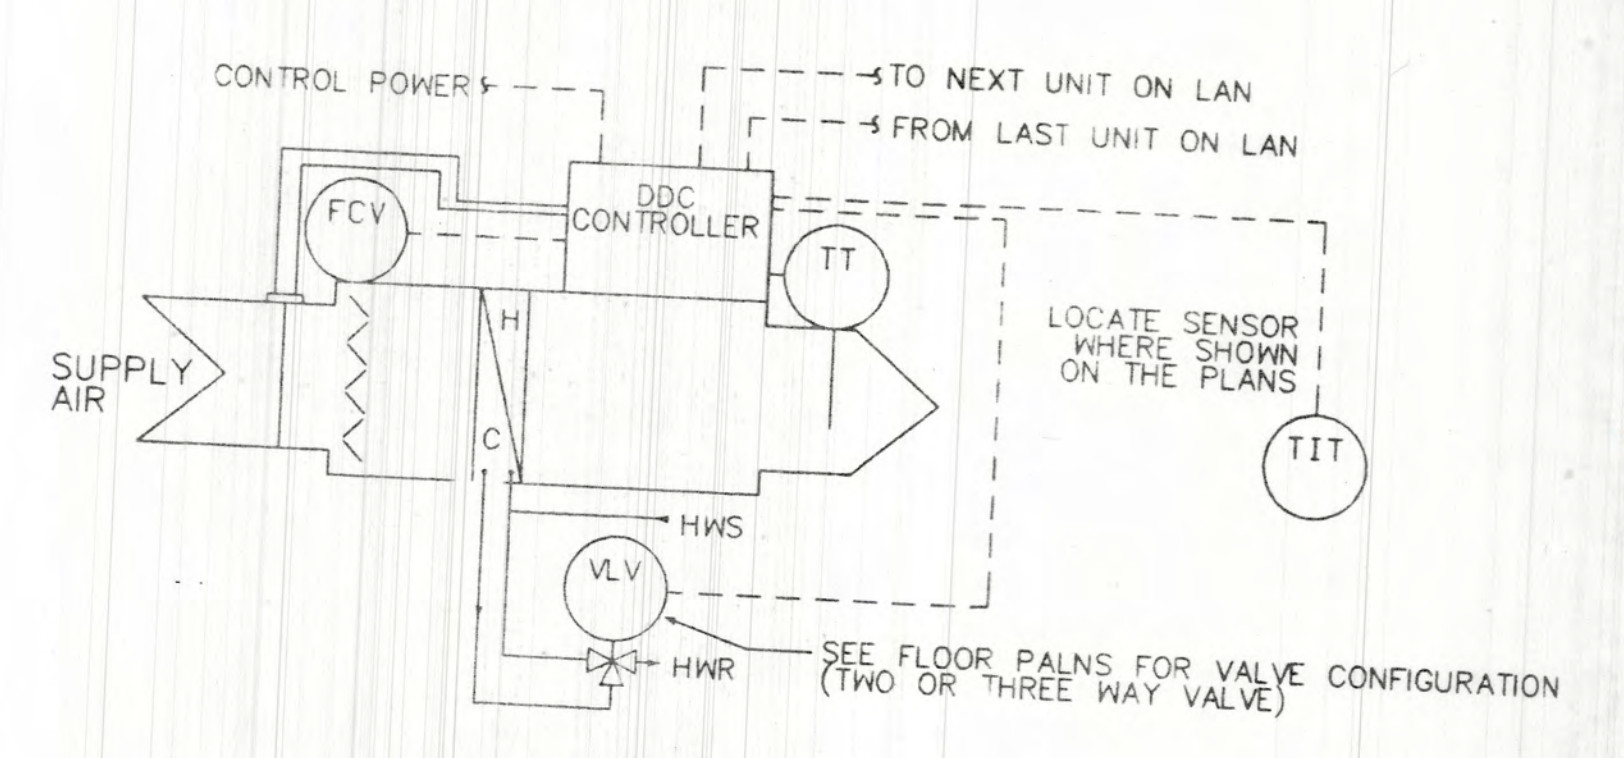 CONTROL POWER
TO NEXT UNIT ON LAN
FROM LAST UNIT ON LAN
DDC
CONTROLLER
FCV
TT
H
LOCATE SENSOR
WHERE SHOWN
ON THE PLANS
SUPPLY
AIR
C
TIT
HWS
VLV
HWR
SEE FLOOR PALNS FOR VALVE CONFIGURATION
(TWO OR THREE WAY VALVE)